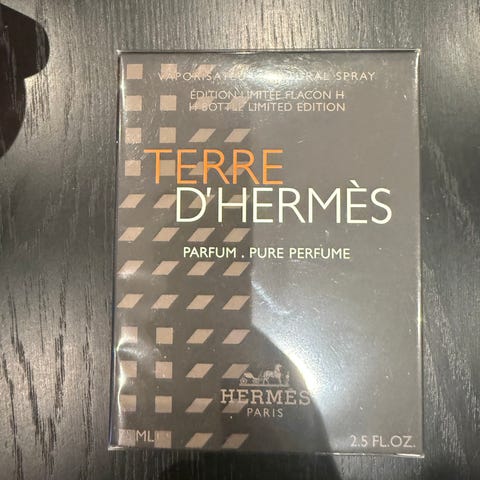 VAPORISATEUR NATURAL SPRAY
ÉDITION LIMITÉE FLACON H
H BOTTLE LIMITED EDITION
TERRE
D'HERMÈS
PARFUM . PURE PERFUME
HERMÈS
PARIS
ML 2.5 FL.OZ.